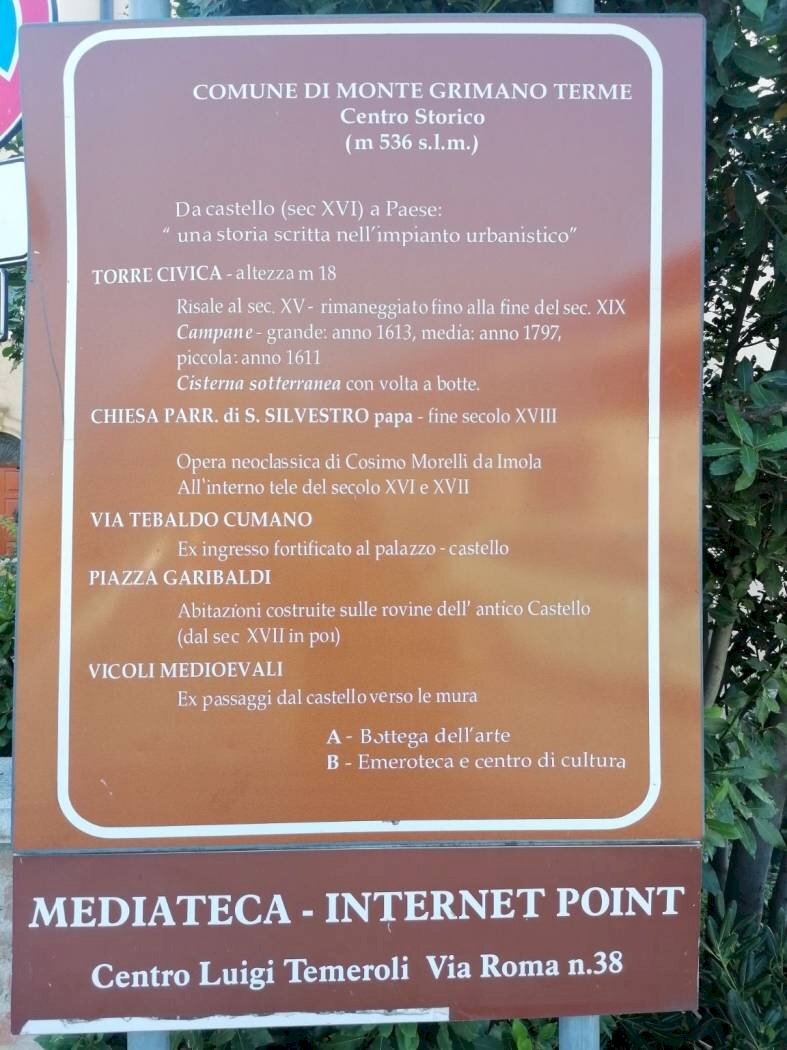 COMUNE DI MONTE GRIMANO TERME
Centro Storico
(m 536 s.l.m.)
Da castello (sec XVI) a Paese:
“ una storia scritta nell'impianto urbanistico”
TORRE CIVICA - altezza m 18
Risale al sec. XV - rimaneggiato fino alla fine del sec. XIX
Campane - grande: anno 1613, media: anno 1797,
piccola: anno 1611
Cisterna sotterranea con volta a botte.
CHIESA PARR. di S. SILVESTRO papa - fine secolo XVIII
Opera neoclassica di Cosimo Morelli da Imola
All'interno tele del secolo XVI e XVII
VIA TEBALDO CUMANO
Ex ingresso fortificato al palazzo - castello
PIAZZA GARIBALDI
Abitazioni costruite sulle rovine dell' antico Castello
(dal sec XVII in poi)
VICOLI MEDIOEVALI
Ex passaggi dal castello verso le mura
A - Bottega dell'arte
B - Emeroteca e centro di cultura
MEDIATECA - INTERNET POINT
Centro Luigi Temeroli Via Roma n.38